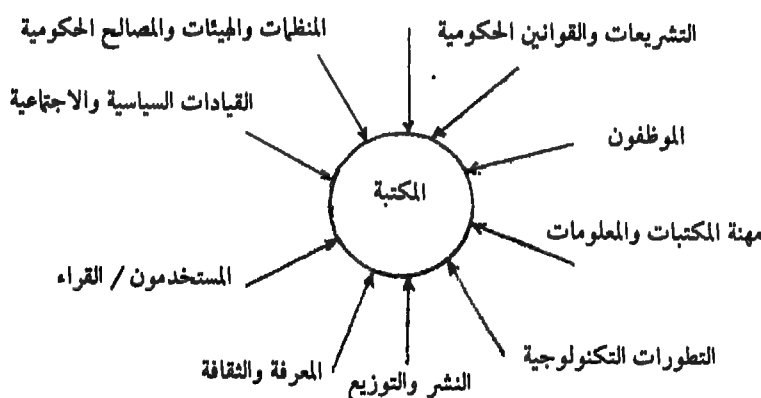 المنظمات والهيئات والمصالح الحكومية
التشريعات والقوانين الحكومية
القيادات السياسية والاجتماعية
الموظفون
المكتبة
مهنة المكتبات والمعلومات
المستخدمون / القراء
التطورات التكنولوجية
المعرفة والثقافة
النشر والتوزيع